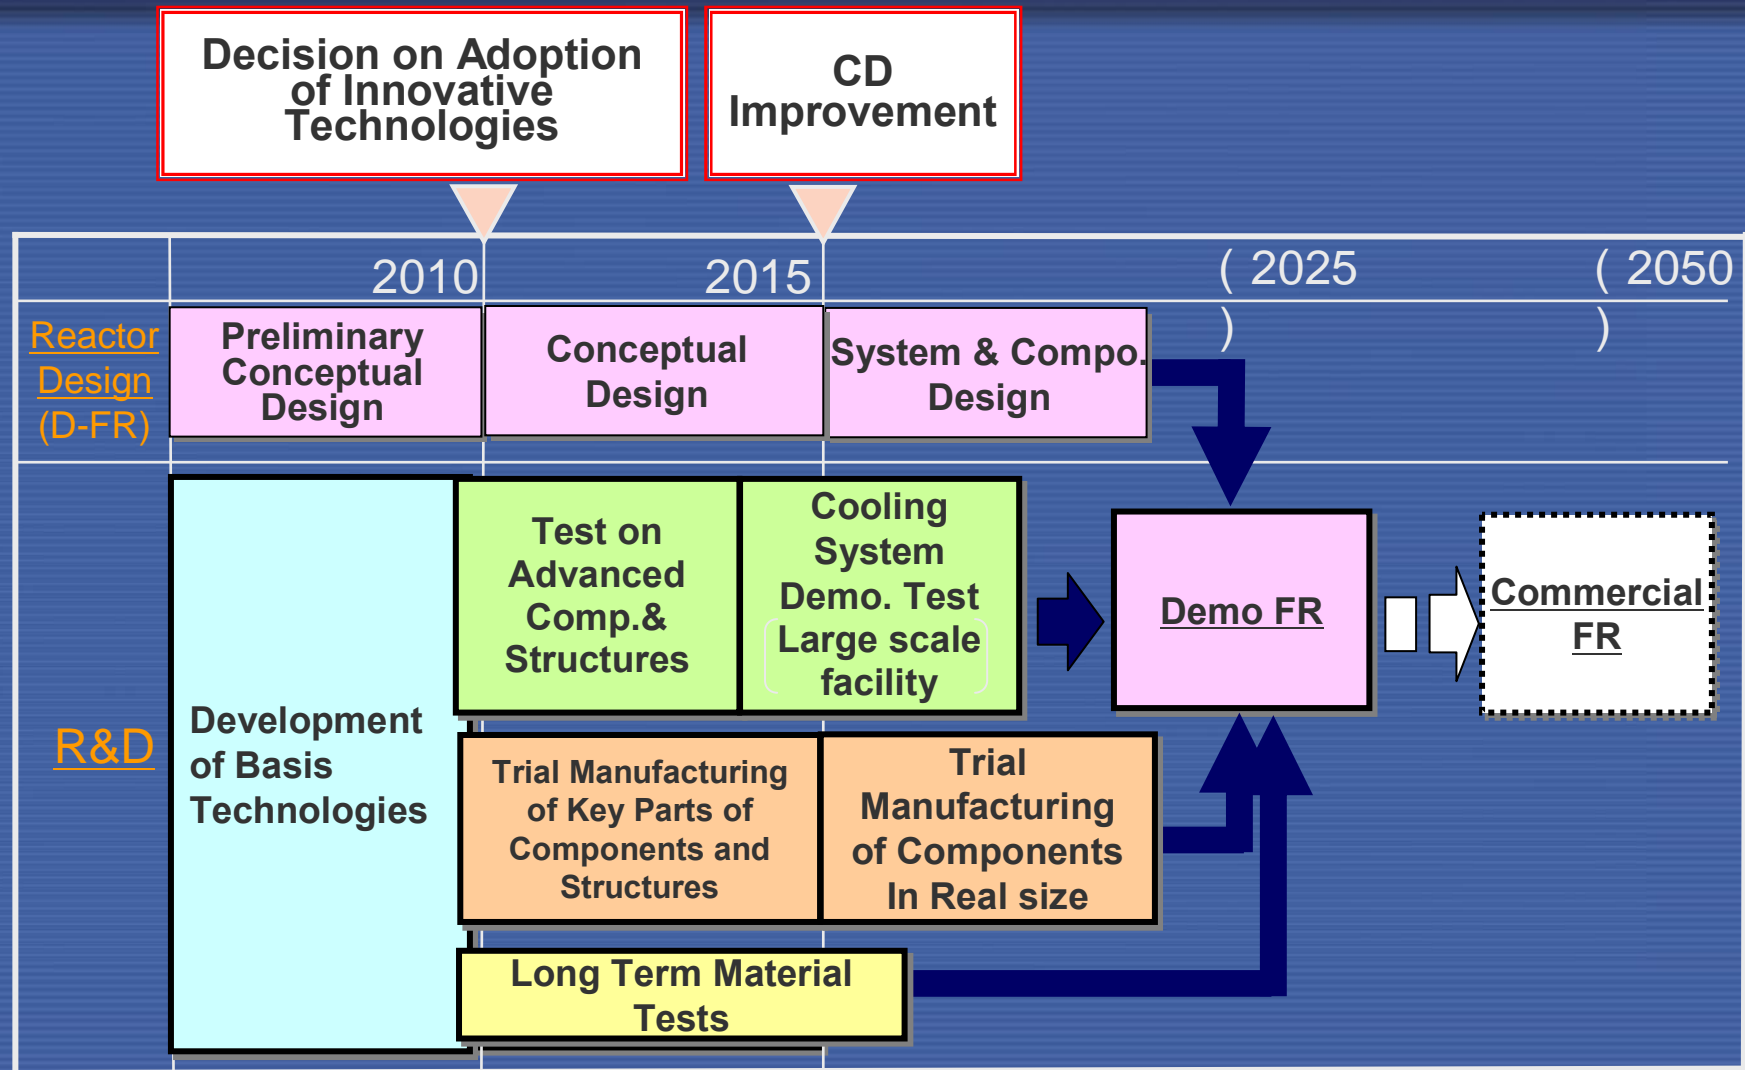 Decision on Adoption
of Innovative
Technologies
CD
Improvement
2010
2015
( 2025
)
( 2050
)
Reactor
Design
(D-FR)
Preliminary
Conceptual
Design
Conceptual
Design
System & Compo.
Design
R&D
Development
of Basis
Technologies
Test on
Advanced
Comp.&
Structures
Cooling
System
Demo. Test
Large scale
facility
Demo FR
Commercial
FR
Trial Manufacturing
of Key Parts of
Components and
Structures
Trial
Manufacturing
of Components
In Real size
Long Term Material
Tests